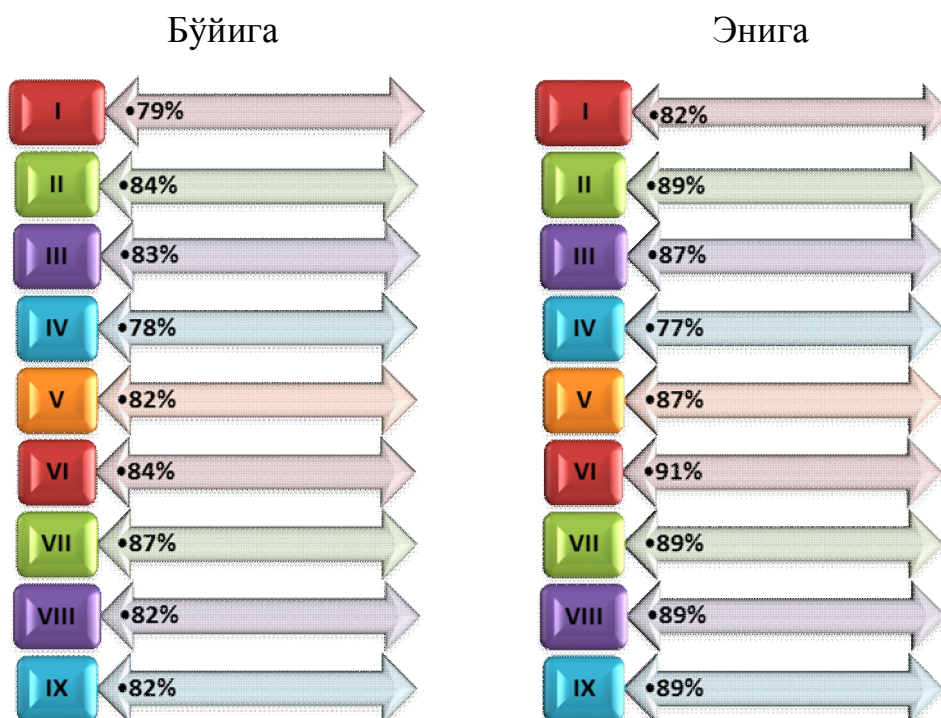 Бўйига
I
•79%
II
•84%
III
•83%
IV
•78%
V
•82%
VI
•84%
VII
•87%
VIII
•82%
IX
•82%
Энига
I
•82%
II
•89%
III
•87%
IV
•77%
V
•87%
VI
•91%
VII
•89%
VIII
•89%
IX
•89%